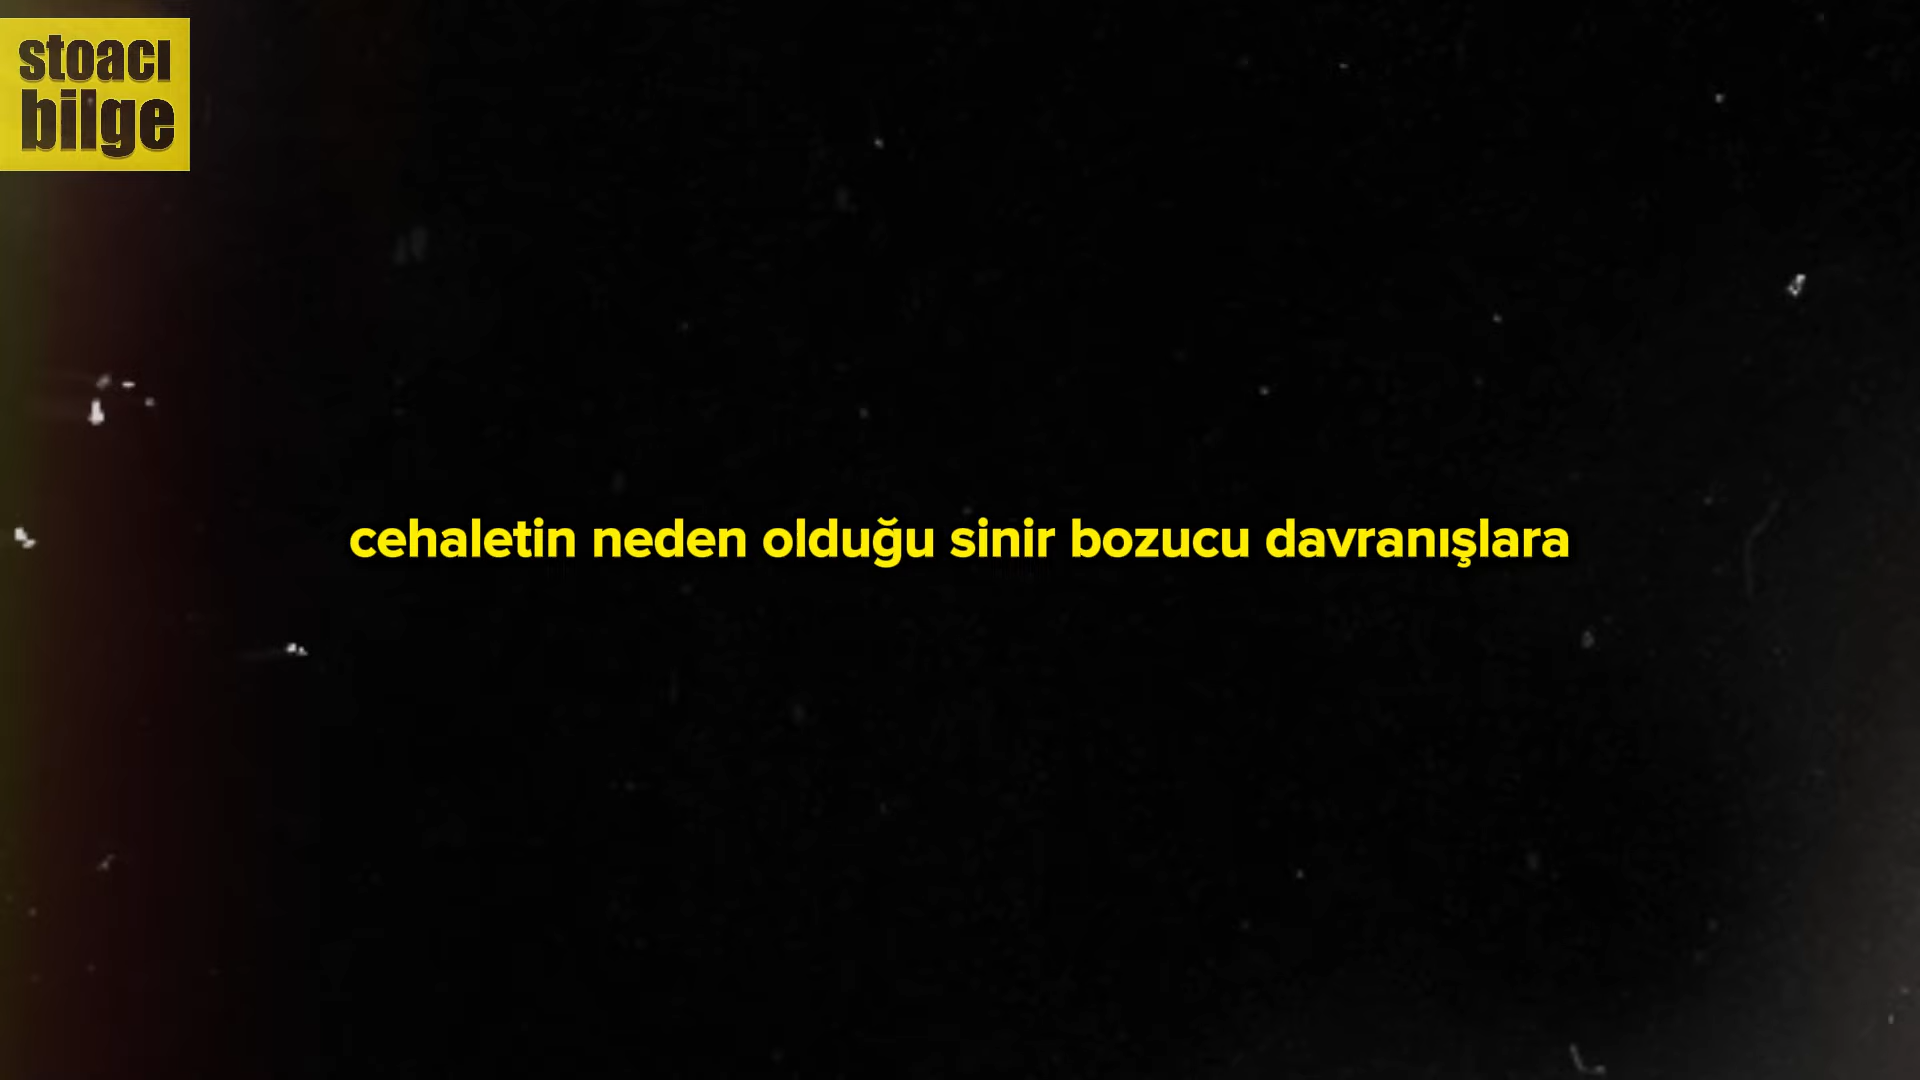 stoacı
bilge
cehaletin neden olduğu sinir bozucu davranışlara